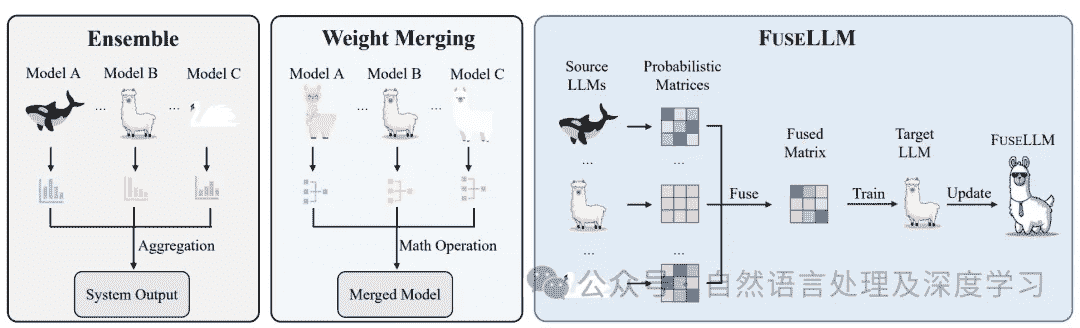 Ensemble
Model A
Model B
Model C
...
...
Aggregation
System Output
Weight Merging
Model A
Model B
Model C
...
...
Math Operation
Merged Model
FUSELLM
Source
LLMs
Probabilistic
Matrices
...
...
...
...
Fuse
Fused
Matrix
Train
Target
LLM
Update
FUSELLM
公众号 · 自然语言处理及深度学习